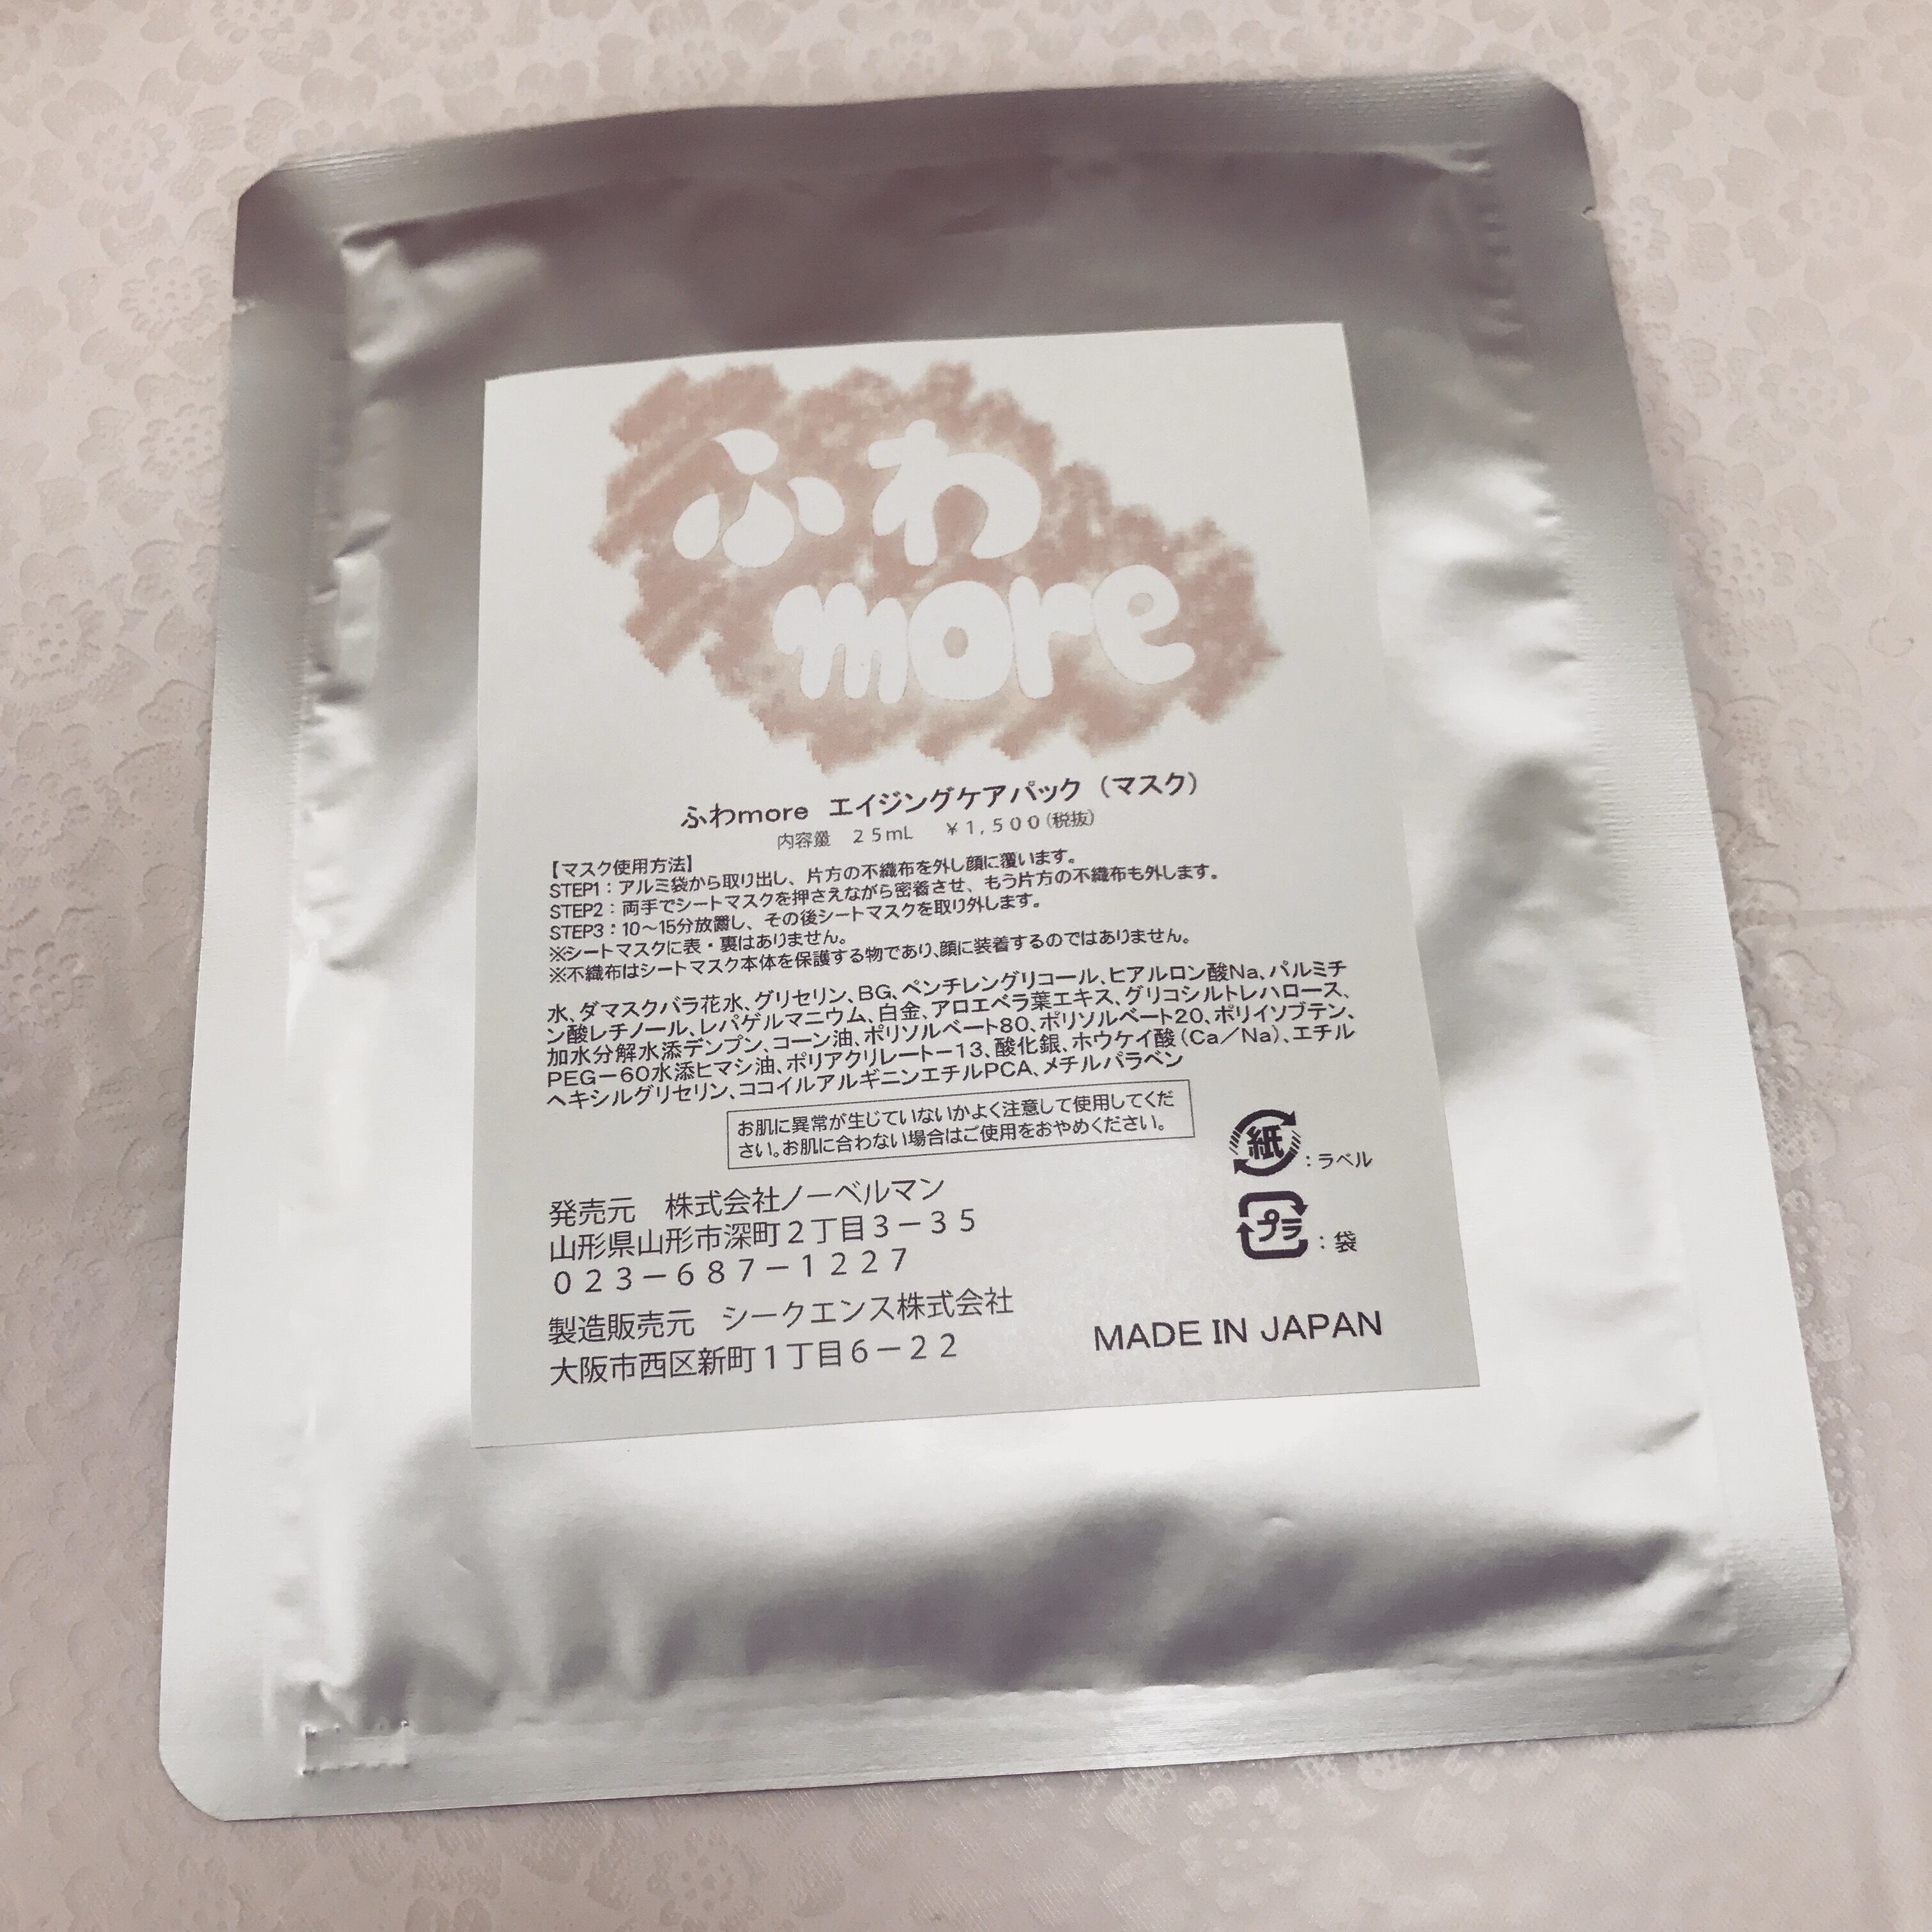 ふわ
more
ふわmore エイジングケアパック（マスク）
内容量 25mL ¥1,500(税抜)
【マスク使用方法】
STEP1：アルミ袋から取り出し、片方の不織布を外し顔に覆います。
STEP2：両手でシートマスクを押さえながら密着させ、もう片方の不織布も外します。
STEP3：10～15分放置し、その後シートマスクを取り外します。
※シートマスクに表・裏はありません。
※不織布はシートマスク本体を保護する物であり、顔に装着するのではありません。
水、ダマスクバラ花水、グリセリン、BG、ペンチレングリコール、ヒアルロン酸Na、パルミチ
ン酸レチノール、レパゲルマニウム、白金、アロエベラ葉エキス、グリコシルトレハロース、
加水分解水添デンプン、コーン油、ポリソルベート80、ポリソルベート20、ポリイソブテン、
PEG－60水添ヒマシ油、ポリアクリレート－13、酸化銀、ホウケイ酸（Ca／Na）、エチル
ヘキシルグリセリン、ココイルアルギニンエチルPCA、メチルパラベン
お肌に異常が生じていないかよく注意して使用してくだ
さい。お肌に合わない場合はご使用をおやめください。
紙：ラベル
プラ：袋
発売元 株式会社ノーベルマン
山形県山形市深町２丁目３－３５
０２３－６８７－１２２７
製造販売元 シークエンス株式会社
大阪市西区新町１丁目６－２２
MADE IN JAPAN